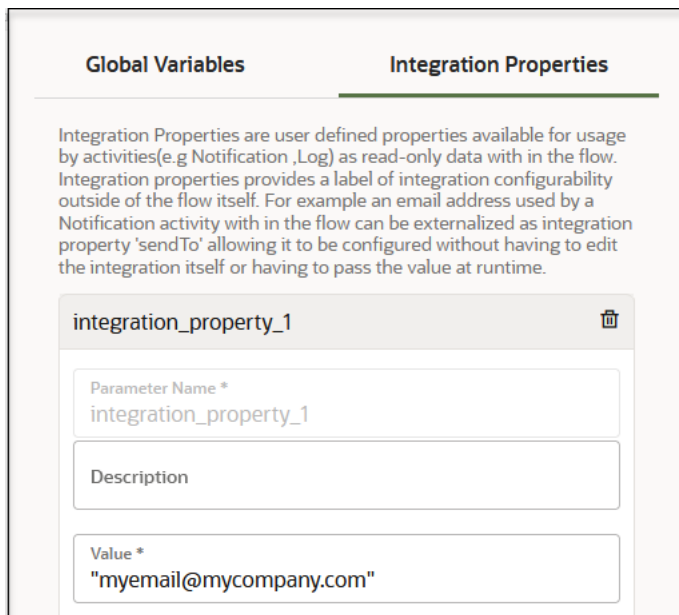 Global Variables
Integration Properties
Integration Properties are user defined properties available for usage
by activities(e.g Notification ,Log) as read-only data with in the flow.
Integration properties provides a label of integration configurability
outside of the flow itself. For example an email address used by a
Notification activity with in the flow can be externalized as integration
property 'sendTo' allowing it to be configured without having to edit
the integration itself or having to pass the value at runtime.
integration_property_1
Parameter Name *
integration_property_1
Description
Value *
"myemail@mycompany.com"